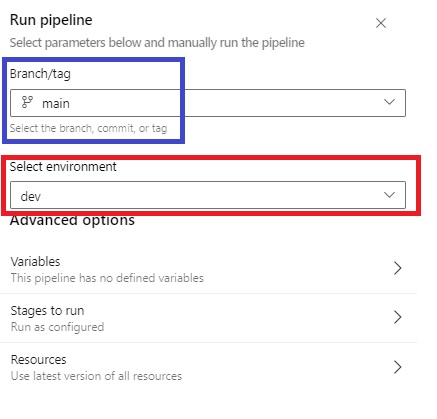 Run pipeline
Select parameters below and manually run the pipeline
Branch/tag
main
Select the branch, commit, or tag
Select environment
dev
Advanced options
Variables
This pipeline has no defined variables
Stages to run
Run as configured
Resources
Use latest version of all resources